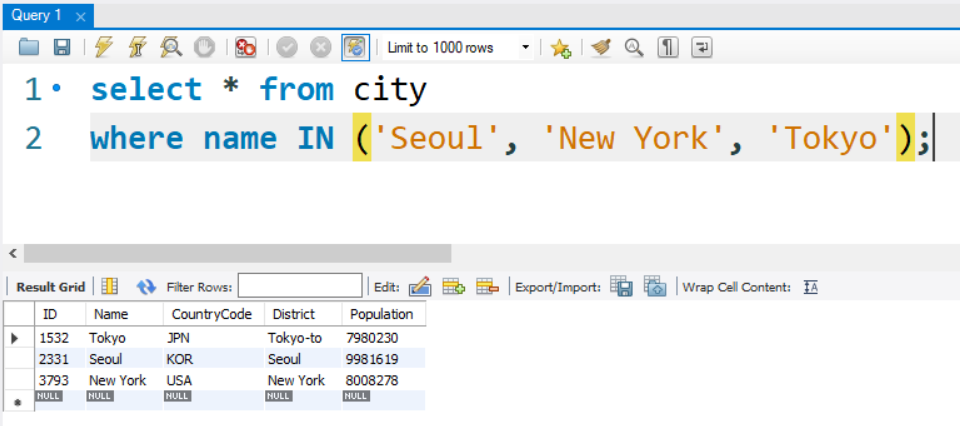 Query 1
Limit to 1000 rows
1 select * from city
2 where name IN ('Seoul', 'New York', 'Tokyo');
Result Grid Filter Rows: Edit: Export/Import: Wrap Cell Content:
ID Name CountryCode District Population
1532 Tokyo JPN Tokyo-to 7980230
2331 Seoul KOR Seoul 9981619
3793 New York USA New York 8008278
NULL NULL NULL NULL NULL